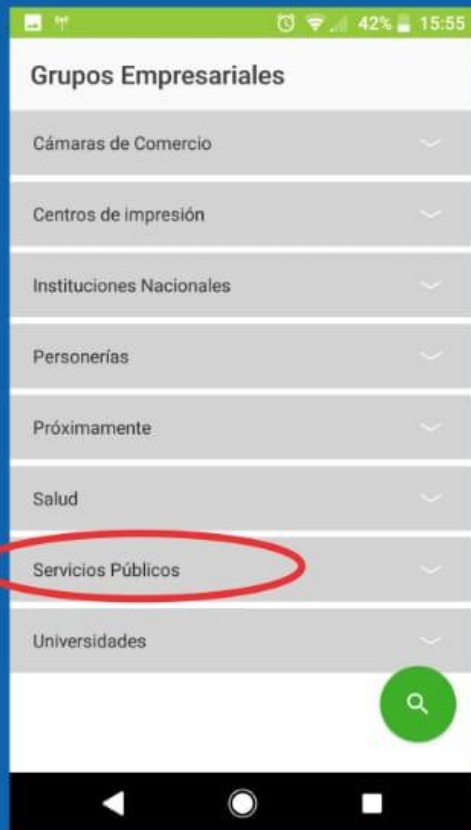 42% 15:55
Grupos Empresariales
Cámaras de Comercio
Centros de impresión
Instituciones Nacionales
Personerías
Próximamente
Salud
Servicios Públicos
Universidades